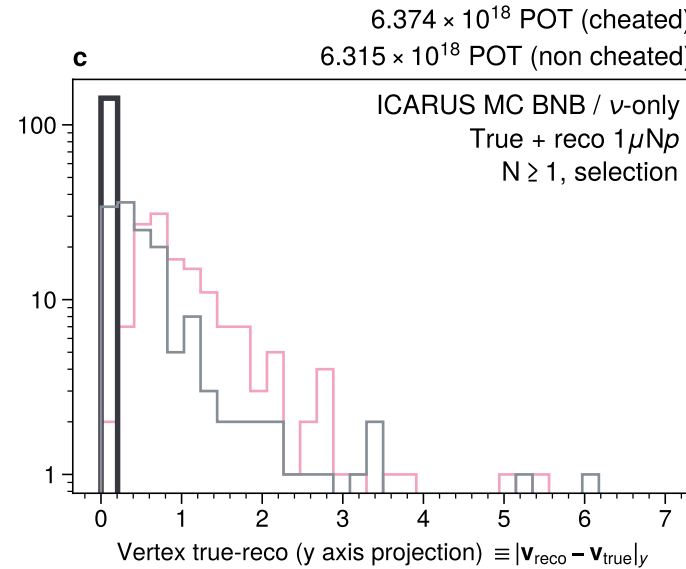 6.374 × 10¹⁸ POT (cheated)
c
6.315 × 10¹⁸ POT (non cheated)
ICARUS MC BNB / ν-only
True + reco 1μNp
N ≥ 1, selection
100
10
1
0 1 2 3 4 5 6 7
Vertex true-reco (y axis projection) ≡ |v_reco − v_true|_y